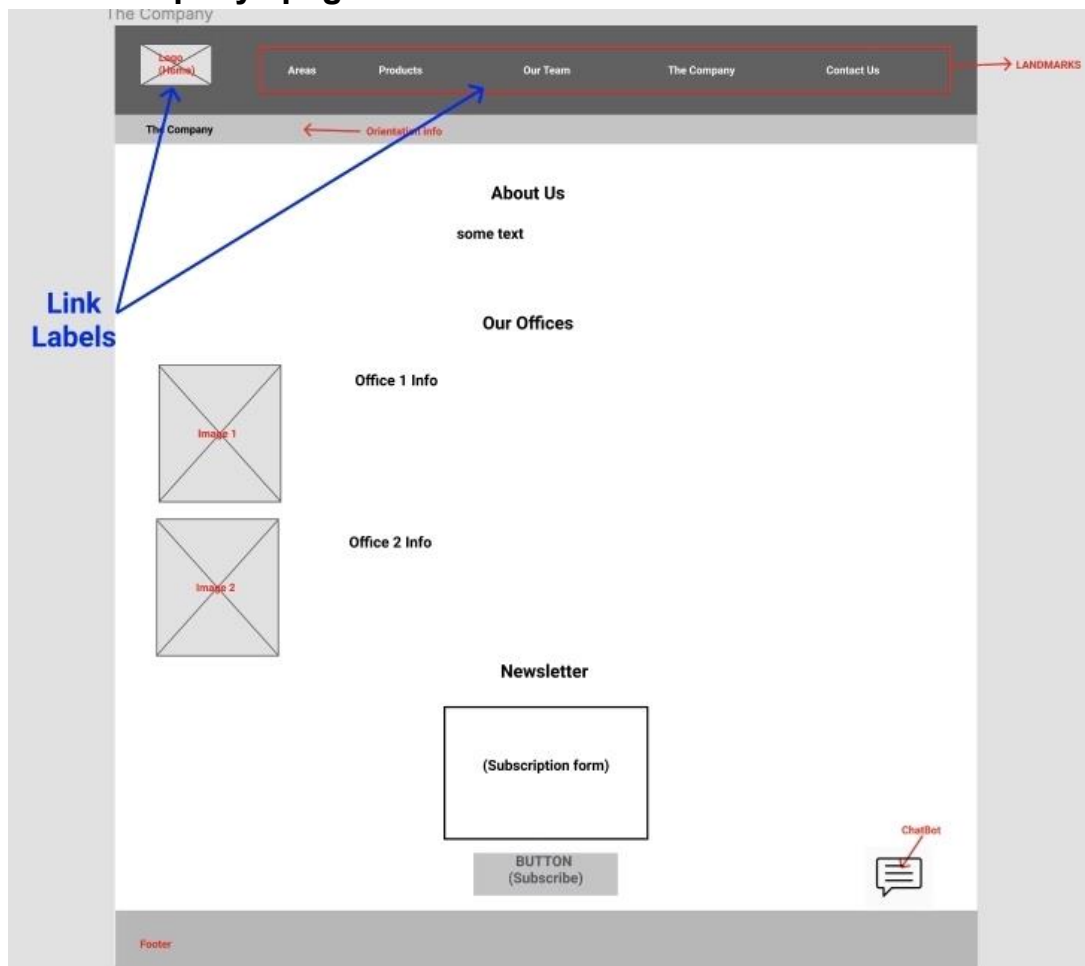 The Company
Logo
(Home)
Areas Products Our Team The Company Contact Us
LANDMARKS
The Company
Orientation info
About Us
some text
Link
Labels
Our Offices
Office 1 Info
Image 1
Office 2 Info
Image 2
Newsletter
(Subscription form)
ChatBot
BUTTON
(Subscribe)
Footer